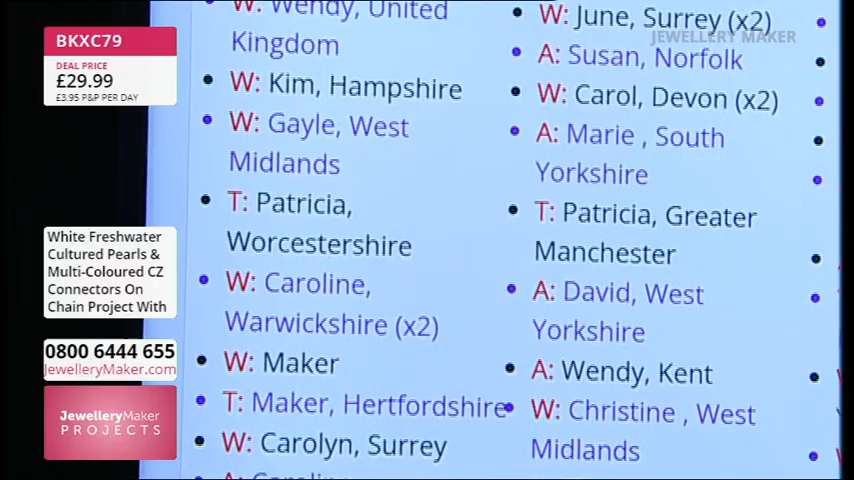 BKXC79
DEAL PRICE
£29.99
£3.95 P&P PER DAY
White Freshwater
Cultured Pearls &
Multi-Coloured CZ
Connectors On
Chain Project With
0800 6444 655
JewelleryMaker.com
JewelleryMaker
PROJECTS
W: Wendy, United
Kingdom
W: Kim, Hampshire
W: Gayle, West
Midlands
T: Patricia,
Worcestershire
W: Caroline,
Warwickshire (x2)
W: Maker
T: Maker, Hertfordshire
W: Carolyn, Surrey
W: June, Surrey (x2)
JEWELLERY MAKER
A: Susan, Norfolk
W: Carol, Devon (x2)
A: Marie , South
Yorkshire
T: Patricia, Greater
Manchester
A: David, West
Yorkshire
A: Wendy, Kent
W: Christine , West
Midlands